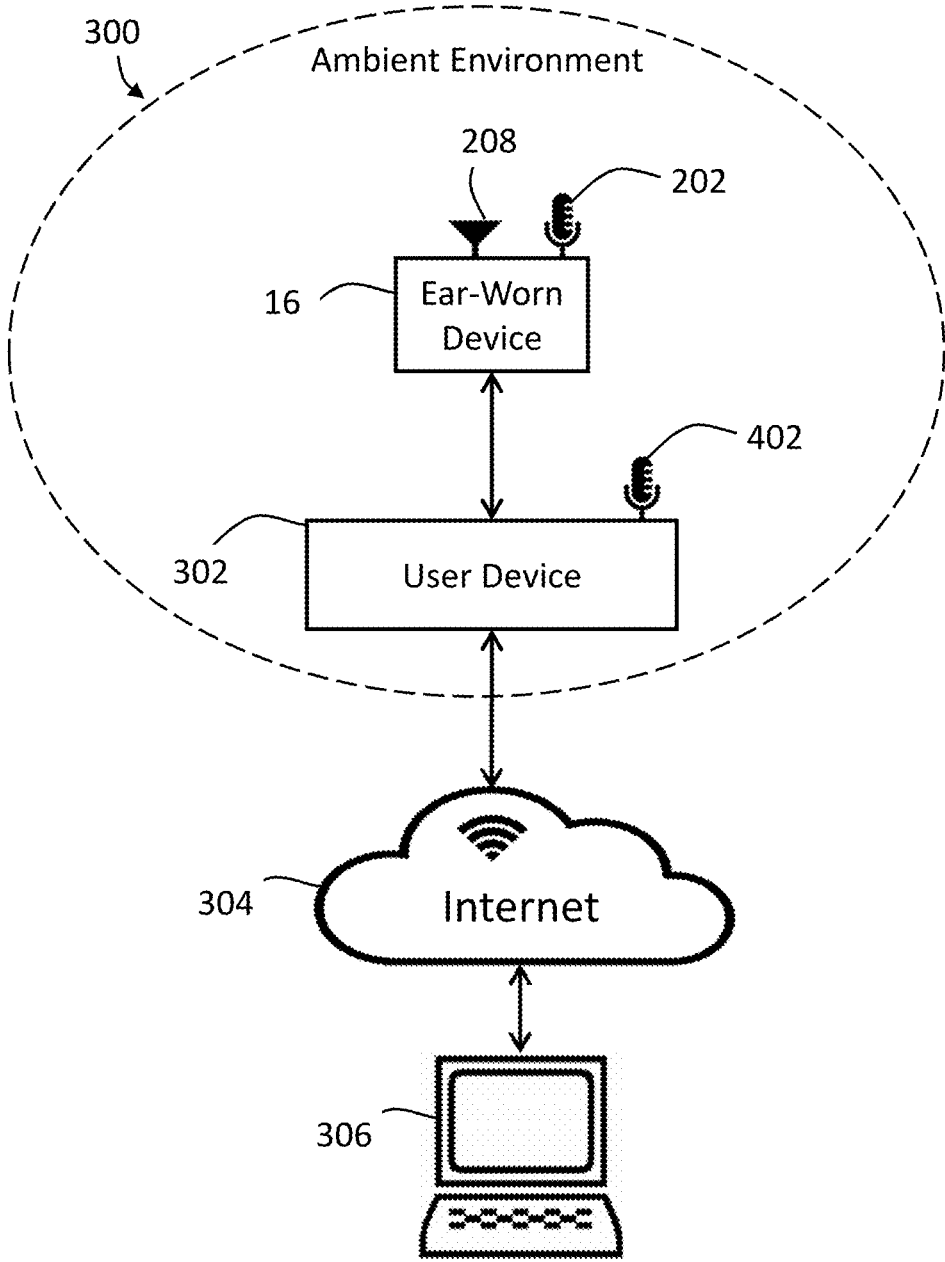 300
Ambient Environment
208
202
16
Ear-Worn
Device
402
302
User Device
304
Internet
306